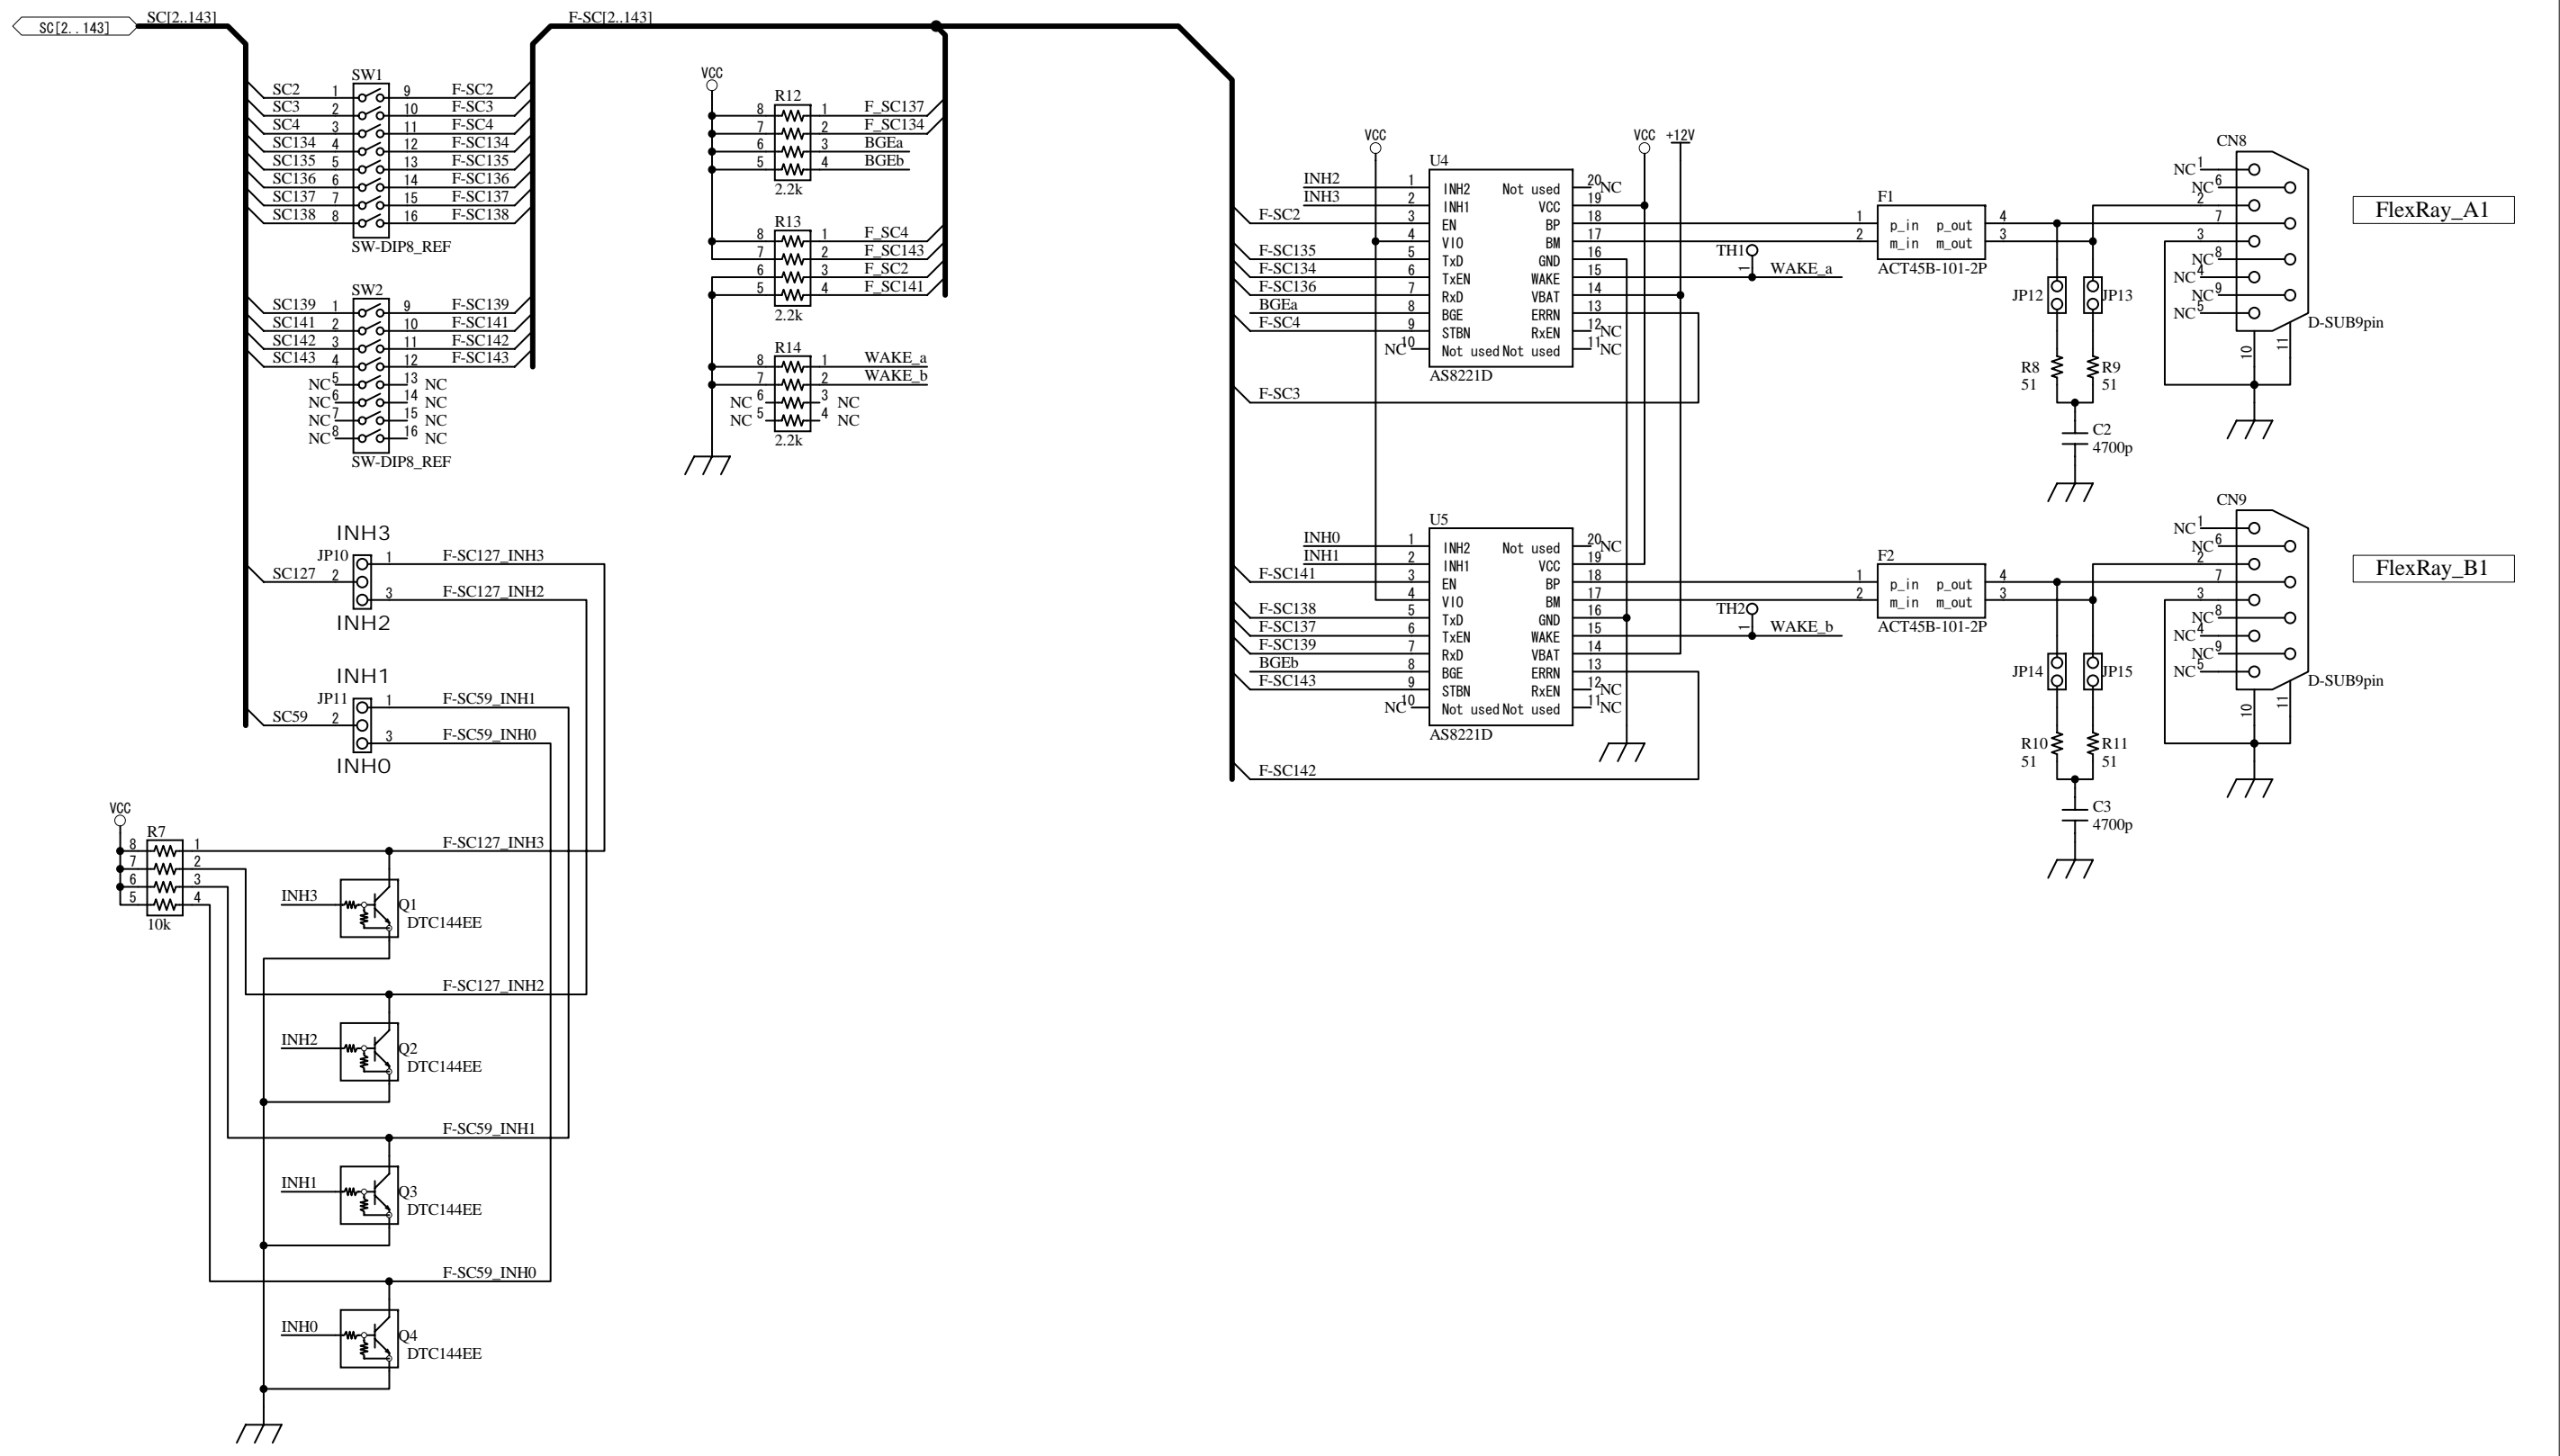 SC[2..143] SC[2..143] F-SC[2..143]
SW1
SC2 1 9 F-SC2
SC3 2 10 F-SC3
SC4 3 11 F-SC4
SC134 4 12 F-SC134
SC135 5 13 F-SC135
SC136 6 14 F-SC136
SC137 7 15 F-SC137
SC138 8 16 F-SC138
SW-DIP8_REF
SW2
SC139 1 9 F-SC139
SC141 2 10 F-SC141
SC142 3 11 F-SC142
SC143 4 12 F-SC143
NC 5 13 NC
NC 6 14 NC
NC 7 15 NC
NC 8 16 NC
SW-DIP8_REF
INH3
JP10 1 F-SC127_INH3
SC127 2
3 F-SC127_INH2
INH2
INH1
JP11 1 F-SC59_INH1
SC59 2
3 F-SC59_INH0
INH0
VCC
R7
8 1 F-SC127_INH3
7 2
6 3
5 4
10k
INH3 Q1
DTC144EE
F-SC127_INH2
INH2 Q2
DTC144EE
F-SC59_INH1
INH1 Q3
DTC144EE
F-SC59_INH0
INH0 Q4
DTC144EE
VCC
R12
8 1 F_SC137
7 2 F_SC134
6 3 BGEa
5 4 BGEb
2.2k
R13
8 1 F_SC4
7 2 F_SC143
6 3 F_SC2
5 4 F_SC141
2.2k
R14
8 1 WAKE_a
7 2 WAKE_b
NC 6 3 NC
NC 5 4 NC
2.2k
VCC VCC +12V
U4
INH2 1 INH2 Not used 20 NC
INH3 2 INH1 VCC 19
F-SC2 3 EN BP 18
4 VIO BM 17
F-SC135 5 TxD GND 16
F-SC134 6 TxEN WAKE 15
F-SC136 7 RxD VBAT 14
BGEa 8 BGE ERRN 13
F-SC4 9 STBN RxEN 12 NC
NC 10 Not used Not used 11 NC
AS8221D
F-SC3
TH1
1 WAKE_a
F1
1 p_in p_out 4
2 m_in m_out 3
ACT45B-101-2P
JP12 JP13
R8 R9
51 51
C2
4700p
CN8
NC 1
NC 6
2
7
3
NC 8
NC 4
NC 9
NC 5
D-SUB9pin
10 11
FlexRay_A1
U5
INH0 1 INH2 Not used 20 NC
INH1 2 INH1 VCC 19
F-SC141 3 EN BP 18
4 VIO BM 17
F-SC138 5 TxD GND 16
F-SC137 6 TxEN WAKE 15
F-SC139 7 RxD VBAT 14
BGEb 8 BGE ERRN 13
F-SC143 9 STBN RxEN 12 NC
NC 10 Not used Not used 11 NC
AS8221D
F-SC142
TH2
1 WAKE_b
F2
1 p_in p_out 4
2 m_in m_out 3
ACT45B-101-2P
JP14 JP15
R10 R11
51 51
C3
4700p
CN9
NC 1
NC 6
2
7
3
NC 8
NC 4
NC 9
NC 5
D-SUB9pin
10 11
FlexRay_B1